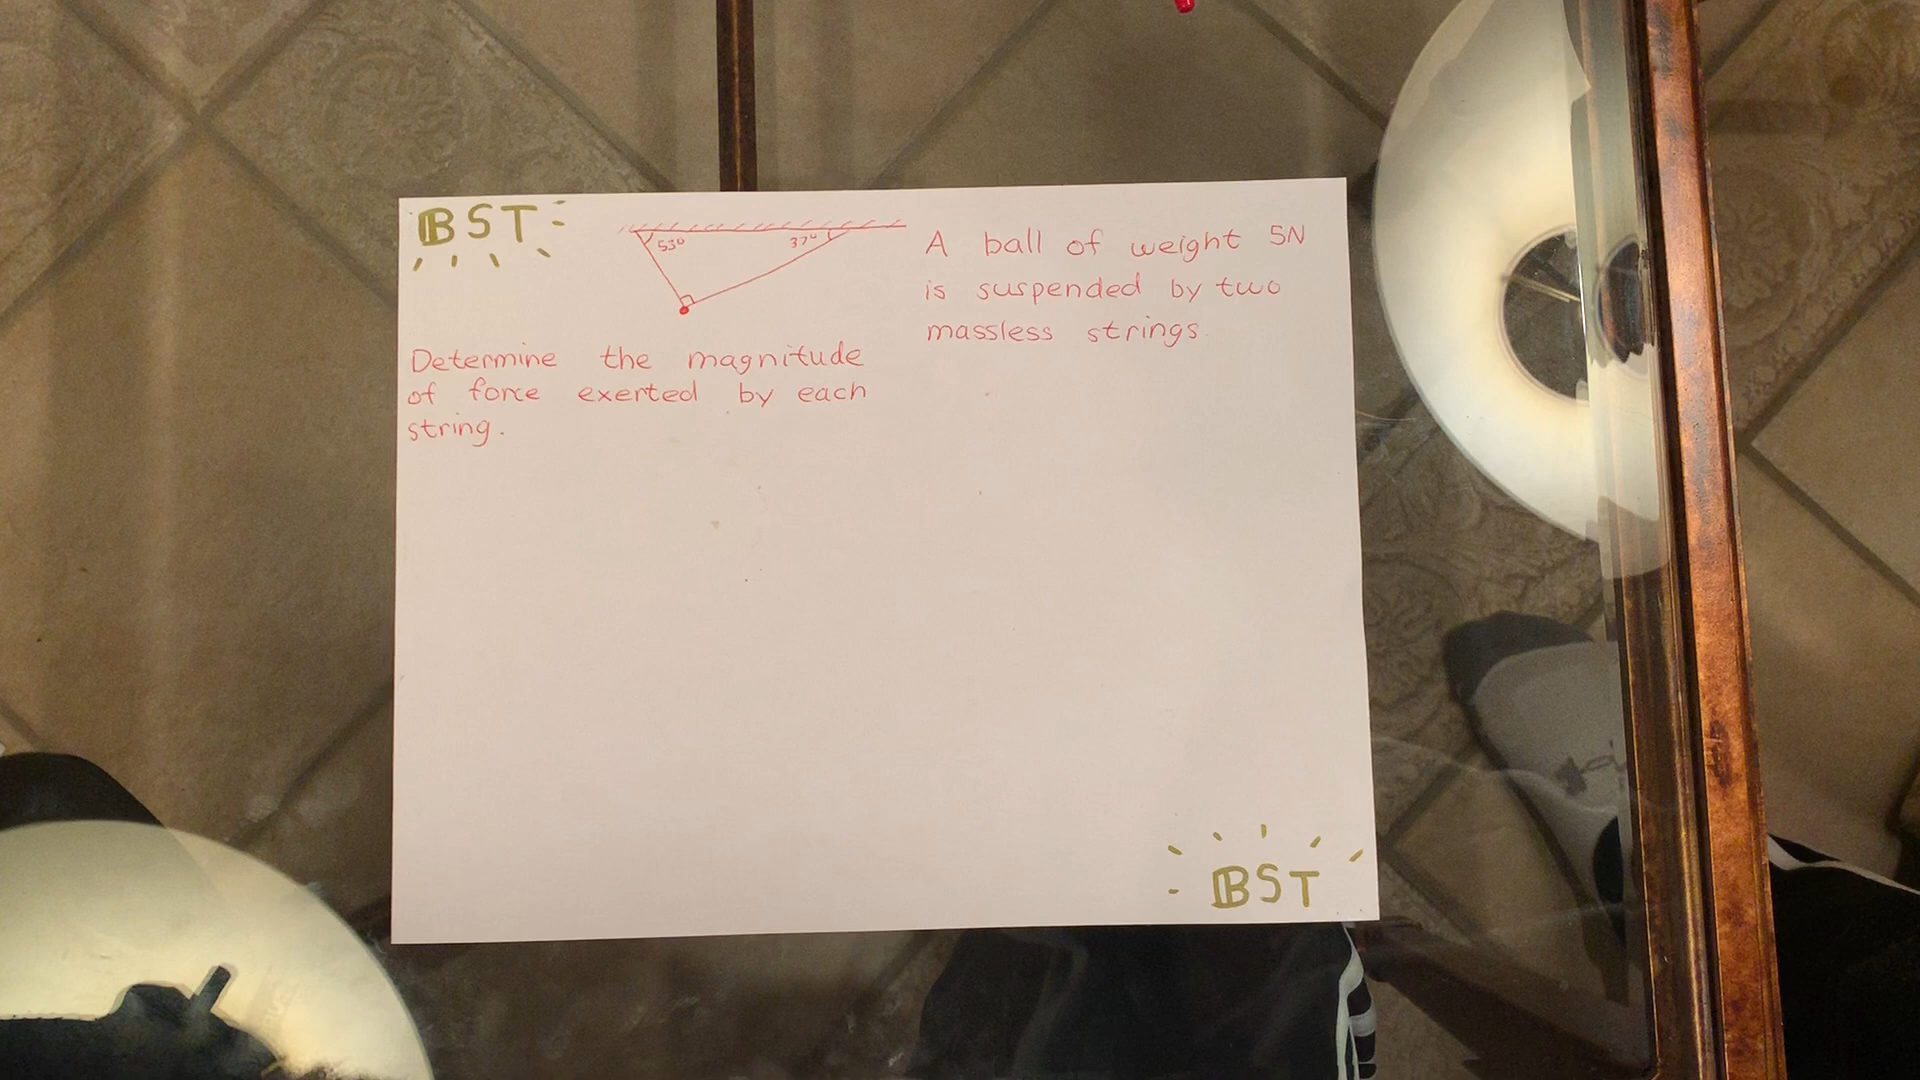 BST
53° 37°
A ball of weight 5N
is suspended by two
massless strings.
Determine the magnitude
of force exerted by each
string.
BST